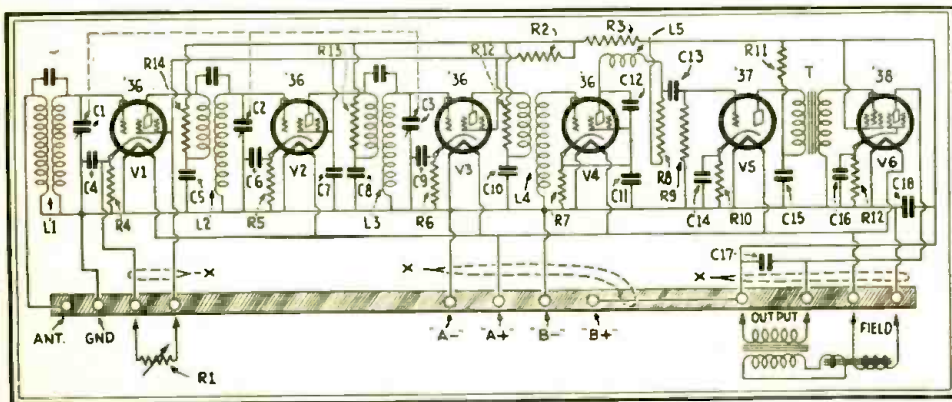 R2 R3 L5
R13 R12 C13 R11
'36 '36 '36 '36 C12 '37 T '38
R14
C1 C2 C3
C4 V1 C6 V2 C9 V3 V4 R8 V5 V6
C5 C7 C8 C10 C11 R9 C18
L1 R4 L2 R5 L3 R6 L4 R7 C14 R10 C15 C16 R12
X X X C17
ANT. GND A- A+ B- B+ OUTPUT FIELD
R1